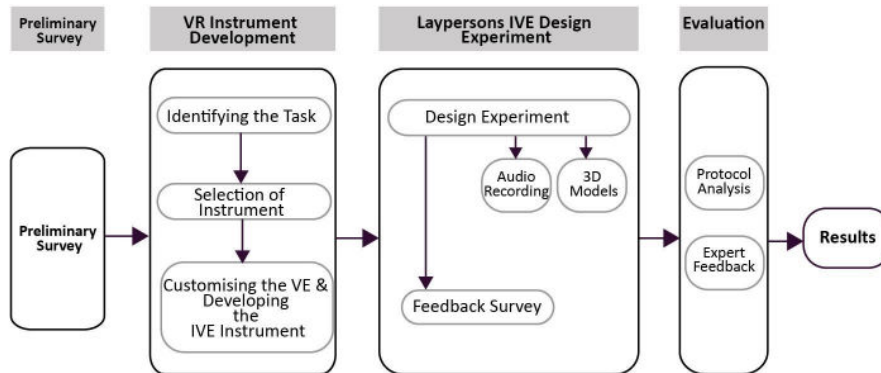 Preliminary
Survey
VR Instrument
Development
Laypersons IVE Design
Experiment
Evaluation
Preliminary
Survey
Identifying the Task
Selection of
Instrument
Customising the VE &
Developing
the
IVE Instrument
Design Experiment
Audio
Recording
3D
Models
Feedback Survey
Protocol
Analysis
Expert
Feedback
Results